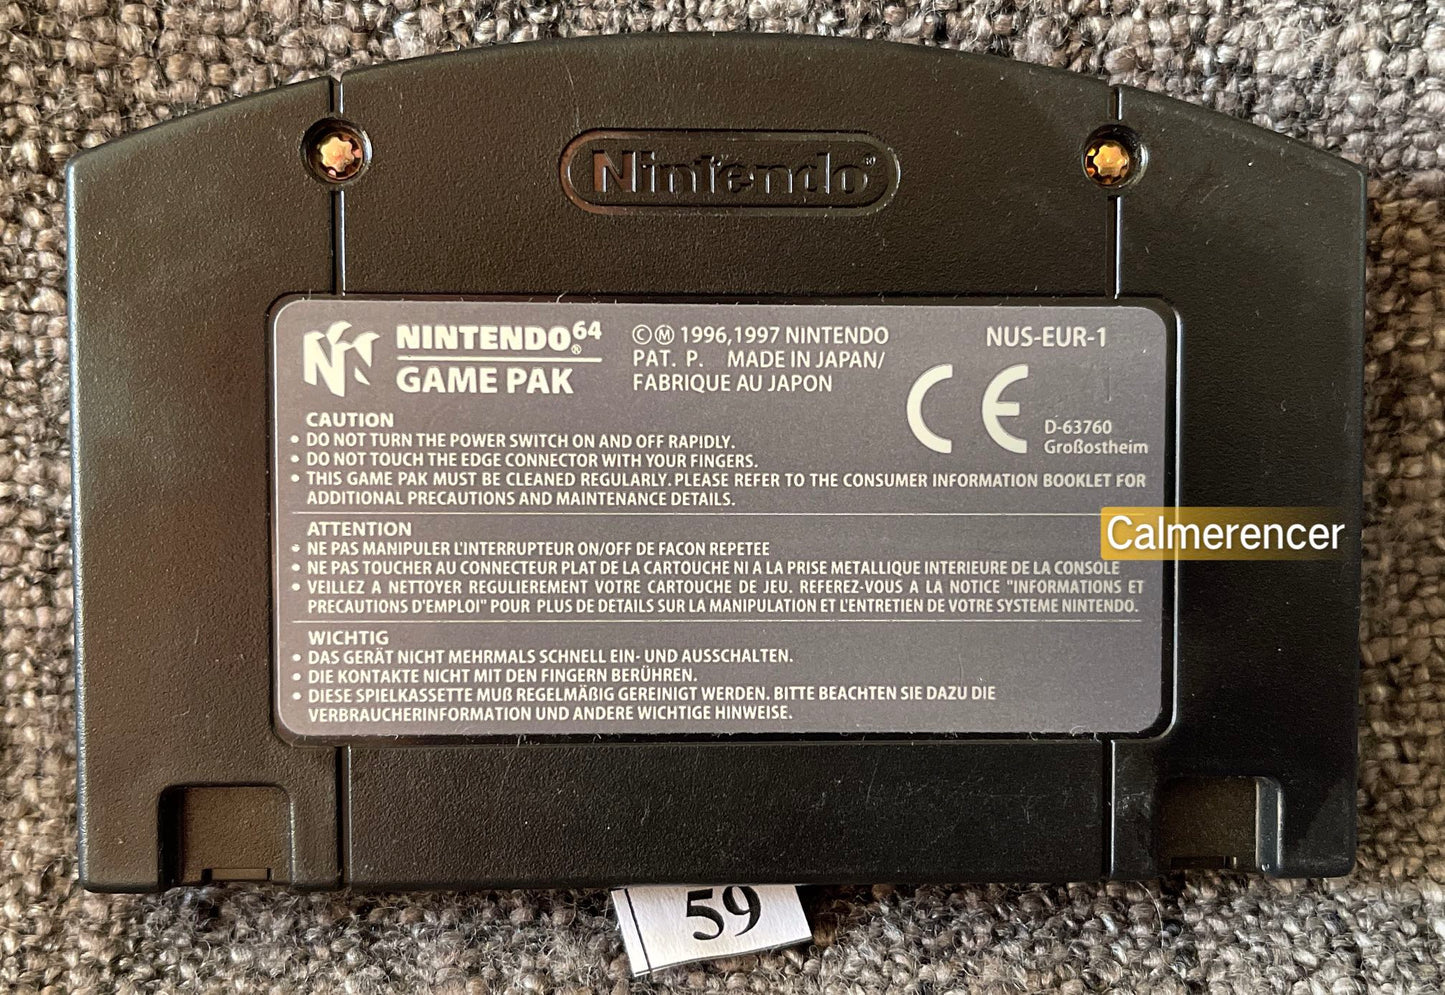 Nintendo®
NINTENDO64®
GAME PAK
©Ⓜ 1996,1997 NINTENDO
PAT. P. MADE IN JAPAN/
FABRIQUE AU JAPON
NUS-EUR-1
CE
D-63760
Großostheim
CAUTION
• DO NOT TURN THE POWER SWITCH ON AND OFF RAPIDLY.
• DO NOT TOUCH THE EDGE CONNECTOR WITH YOUR FINGERS.
• THIS GAME PAK MUST BE CLEANED REGULARLY. PLEASE REFER TO THE CONSUMER INFORMATION BOOKLET FOR
ADDITIONAL PRECAUTIONS AND MAINTENANCE DETAILS.
Calmerencer
ATTENTION
• NE PAS MANIPULER L'INTERRUPTEUR ON/OFF DE FACON REPETEE
• NE PAS TOUCHER AU CONNECTEUR PLAT DE LA CARTOUCHE NI A LA PRISE METALLIQUE INTERIEURE DE LA CONSOLE
• VEILLEZ A NETTOYER REGULIEREMENT VOTRE CARTOUCHE DE JEU. REFEREZ-VOUS A LA NOTICE "INFORMATIONS ET
PRECAUTIONS D'EMPLOI" POUR PLUS DE DETAILS SUR LA MANIPULATION ET L'ENTRETIEN DE VOTRE SYSTEME NINTENDO.
WICHTIG
• DAS GERÄT NICHT MEHRMALS SCHNELL EIN- UND AUSSCHALTEN.
• DIE KONTAKTE NICHT MIT DEN FINGERN BERÜHREN.
• DIESE SPIELKASSETTE MUß REGELMÄßIG GEREINIGT WERDEN. BITTE BEACHTEN SIE DAZU DIE
VERBRAUCHERINFORMATION UND ANDERE WICHTIGE HINWEISE.
59